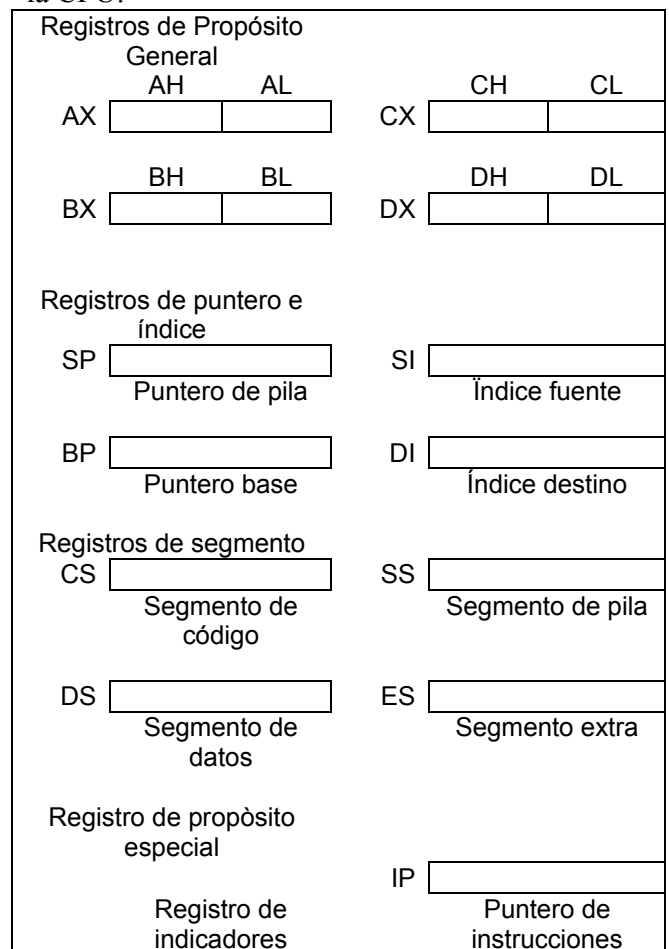 la CPU:
Registros de Propósito
General
AH AL CH CL
AX CX
BH BL DH DL
BX DX
Registros de puntero e
índice
SP SI
Puntero de pila Ïndice fuente
BP DI
Puntero base Índice destino
Registros de segmento
CS SS
Segmento de Segmento de pila
código
DS ES
Segmento de Segmento extra
datos
Registro de propòsito
especial
IP
Registro de Puntero de
indicadores instrucciones